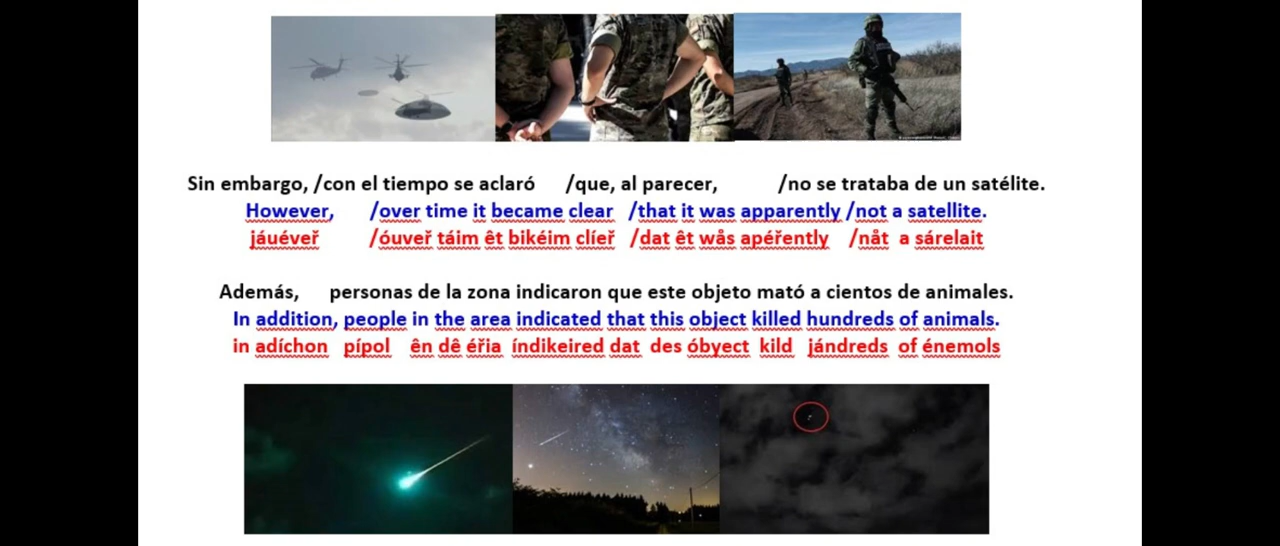 Sin embargo, /con el tiempo se aclaró /que, al parecer, /no se trataba de un satélite.
However, /over time it became clear /that it was apparently /not a satellite.
jáuéveř /óuveř táim êt bikéim clíeř /dat êt wås apéřently /nåt a sárelait
Además, personas de la zona indicaron que este objeto mató a cientos de animales.
In addition, people in the area indicated that this object killed hundreds of animals.
in adíchon pípol ên dê éřia índikeired dat des óbyect kild jándreds of énemols